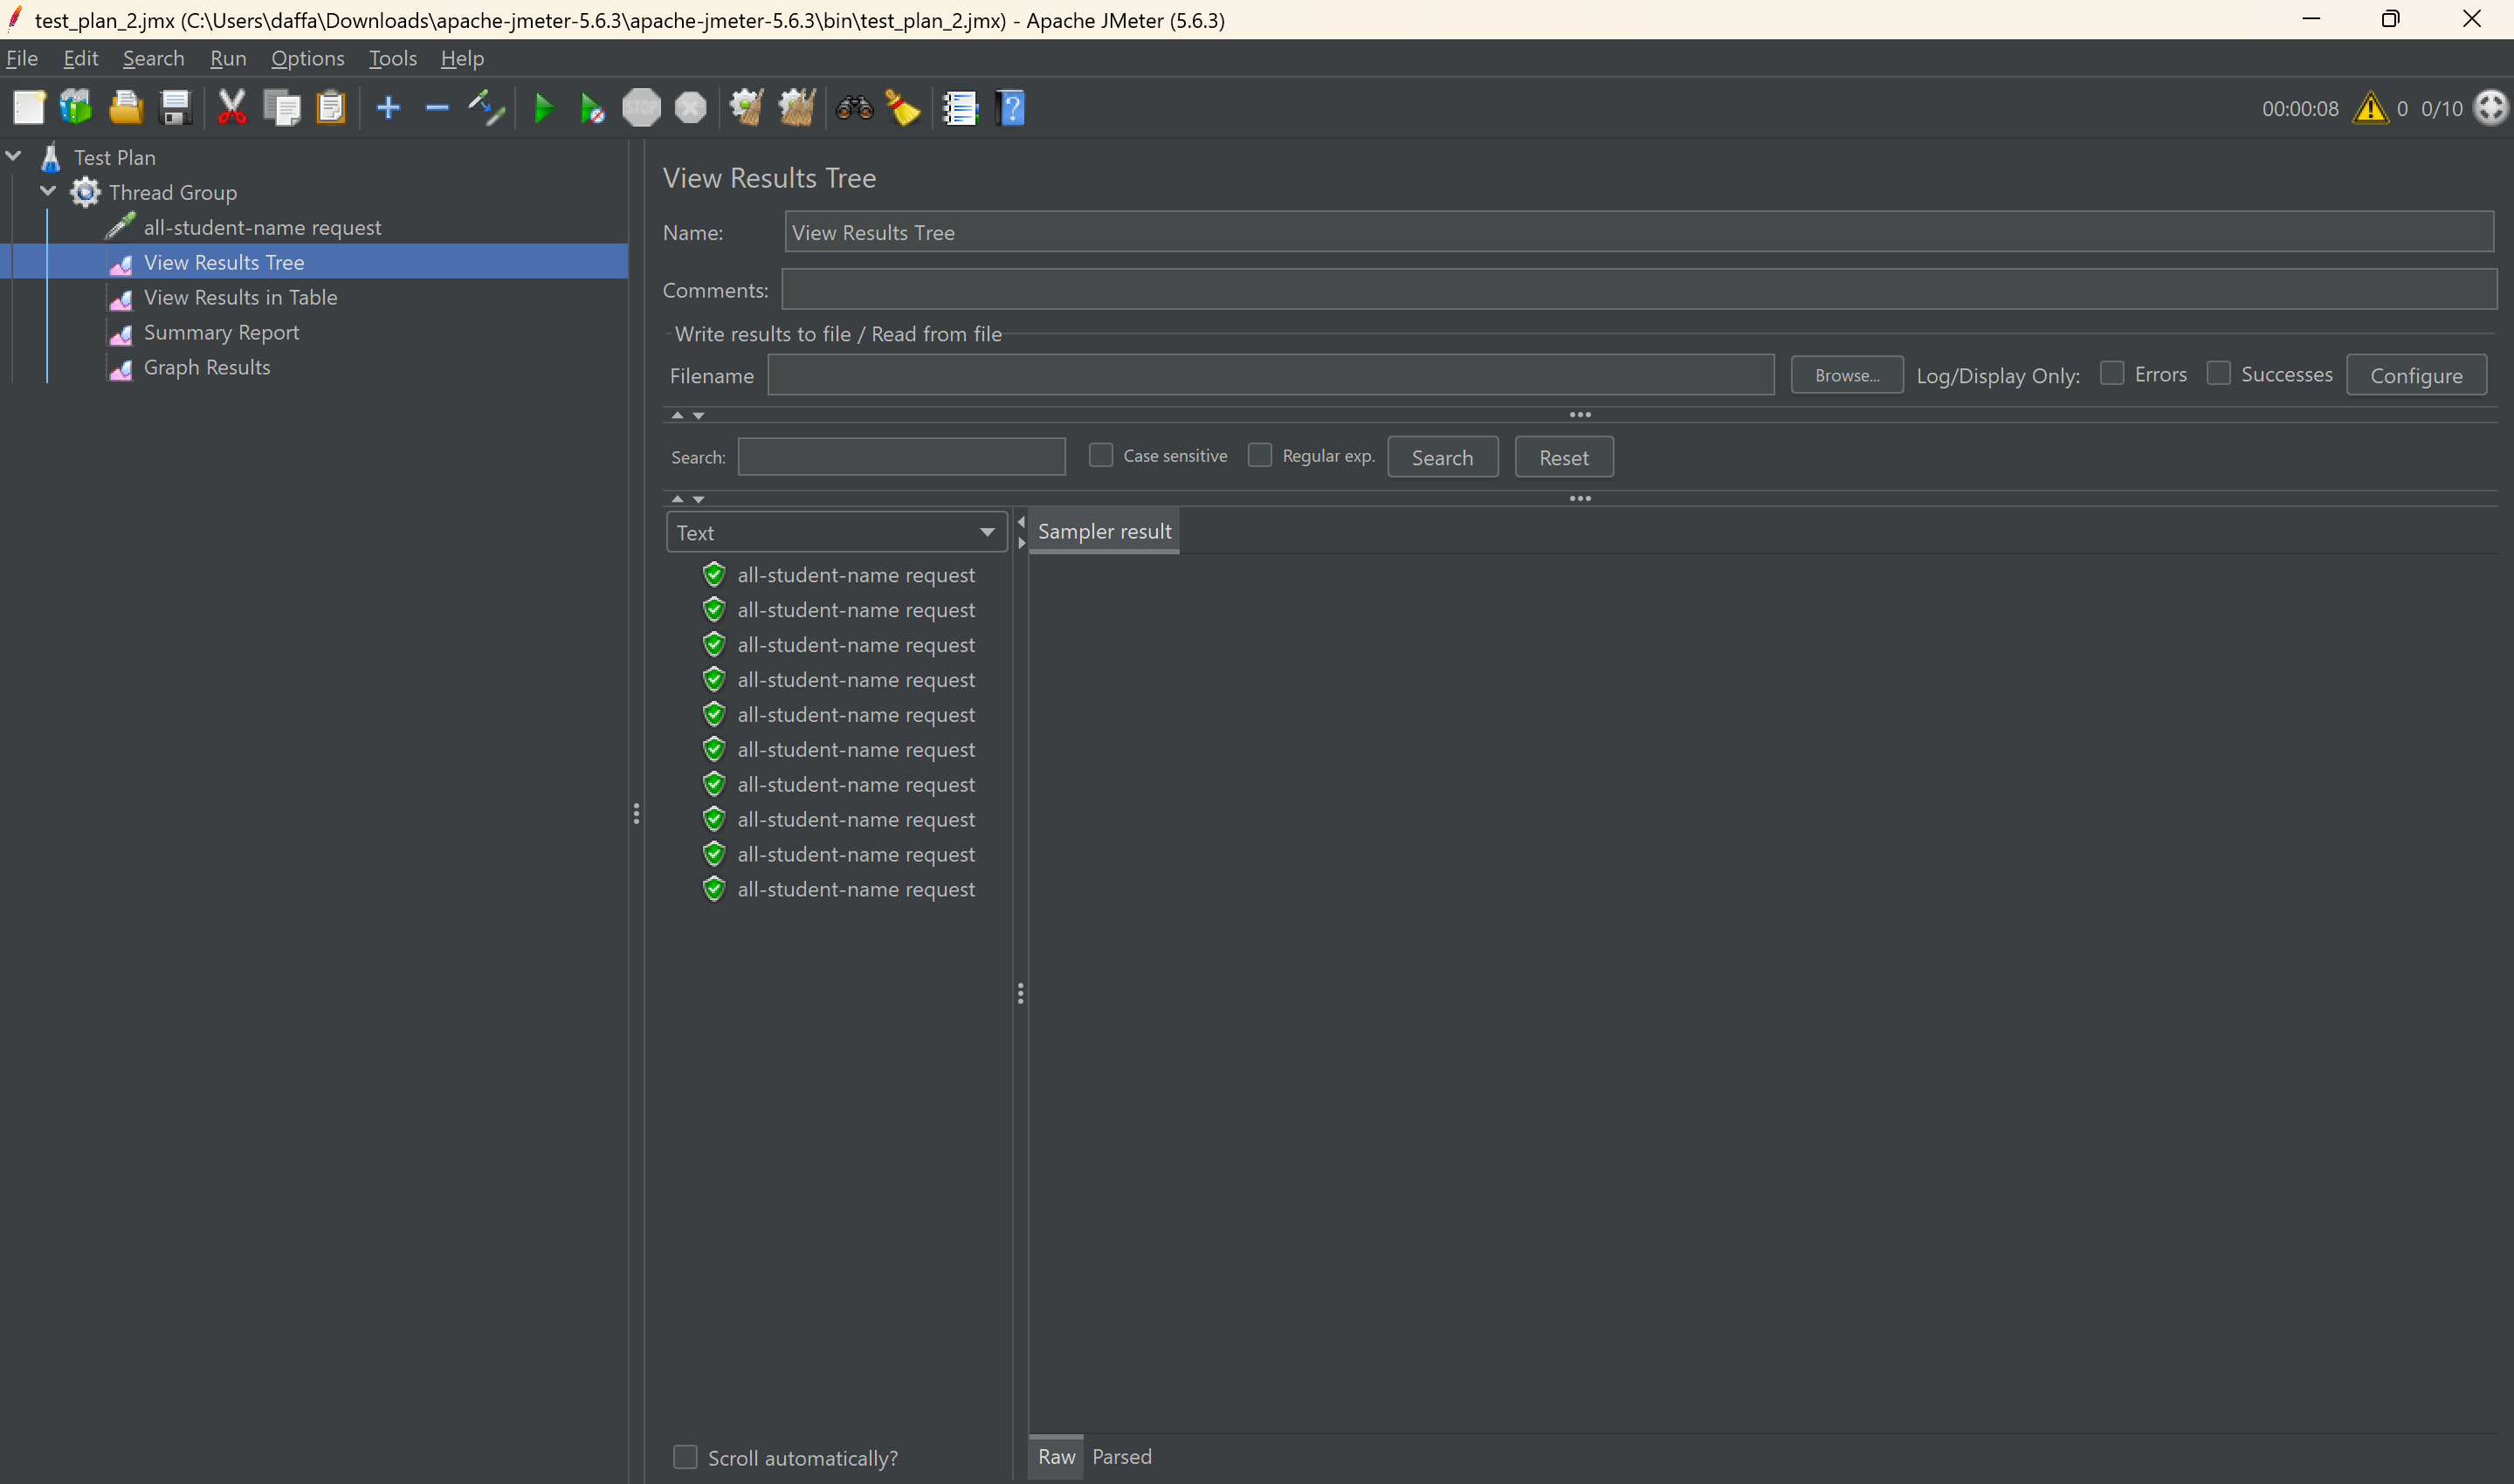 test_plan_2.jmx (C:\Users\daffa\Downloads\apache-jmeter-5.6.3\apache-jmeter-5.6.3\bin\test_plan_2.jmx) - Apache JMeter (5.6.3)
File Edit Search Run Options Tools Help
STOP
?
00:00:08 0 0/10
Test Plan
Thread Group
all-student-name request
View Results Tree
View Results in Table
Summary Report
Graph Results
View Results Tree
Name: View Results Tree
Comments:
Write results to file / Read from file
Filename Browse... Log/Display Only: Errors Successes Configure
Search: Case sensitive Regular exp. Search Reset
Text
Sampler result
all-student-name request
all-student-name request
all-student-name request
all-student-name request
all-student-name request
all-student-name request
all-student-name request
all-student-name request
all-student-name request
all-student-name request
Scroll automatically?
Raw Parsed